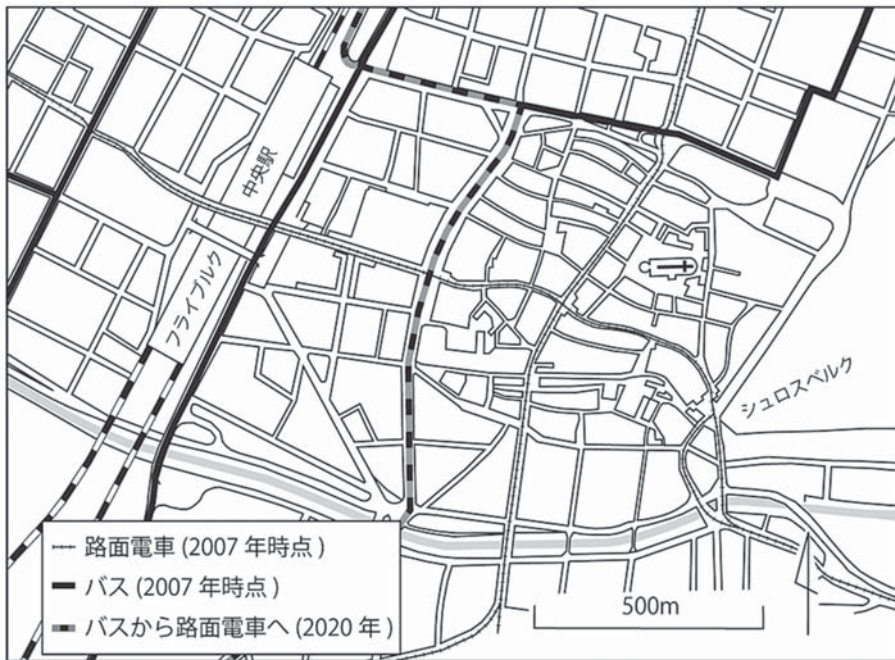 中央駅
フライブルク
シュロスベルク
路面電車 (2007 年時点 )
バス (2007 年時点 )
バスから路面電車へ (2020 年 )
500m